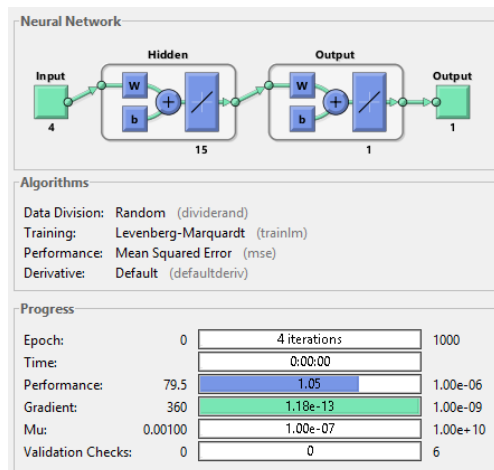 Neural Network
Hidden Output
Input Output
W W
+ +
b b
4 15 1 1
Algorithms
Data Division: Random (dividerand)
Training: Levenberg-Marquardt (trainlm)
Performance: Mean Squared Error (mse)
Derivative: Default (defaultderiv)
Progress
Epoch: 0 4 iterations 1000
Time: 0:00:00
Performance: 79.5 1.05 1.00e-06
Gradient: 360 1.18e-13 1.00e-09
Mu: 0.00100 1.00e-07 1.00e+10
Validation Checks: 0 0 6